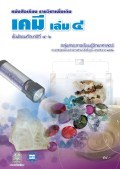 หนังสือเรียน รายวิชาเพิ่มเติม
เคมี เล่ม ๔
ชั้นมัธยมศึกษาปีที่ ๔-๖
กลุ่มสาระการเรียนรู้วิทยาศาสตร์